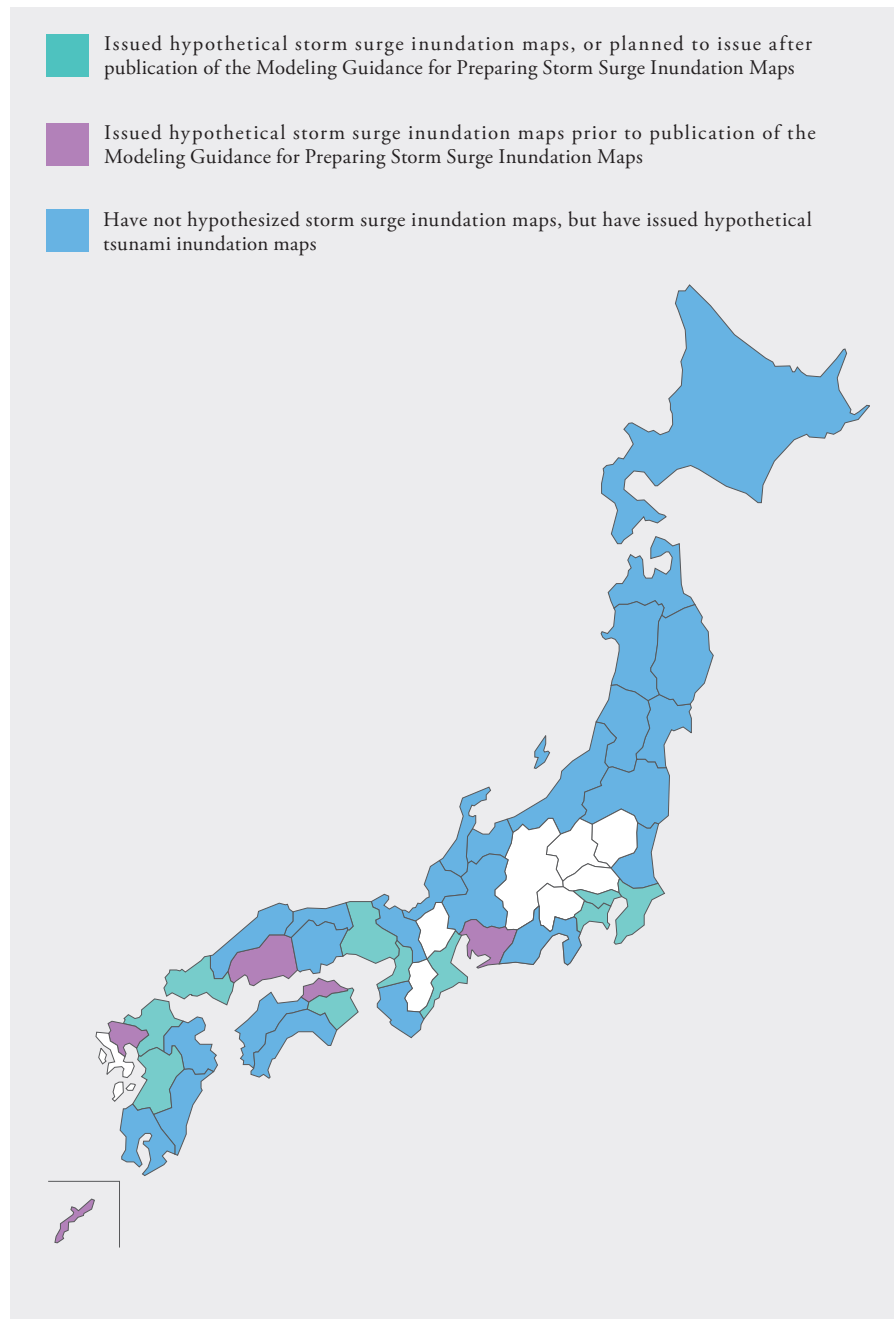 Issued hypothetical storm surge inundation maps, or planned to issue after
publication of the Modeling Guidance for Preparing Storm Surge Inundation Maps
Issued hypothetical storm surge inundation maps prior to publication of the
Modeling Guidance for Preparing Storm Surge Inundation Maps
Have not hypothesized storm surge inundation maps, but have issued hypothetical
tsunami inundation maps